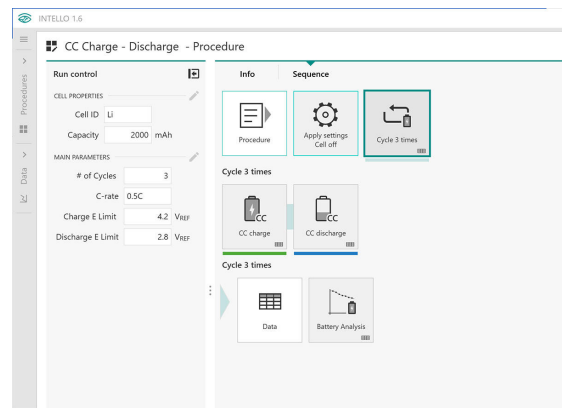 INTELLO 1.6
CC Charge - Discharge - Procedure
Procedures
Data
Run control
CELL PROPERTIES
Cell ID Li
Capacity 2000 mAh
MAIN PARAMETERS
# of Cycles 3
C-rate 0.5C
Charge E Limit 4.2 VREF
Discharge E Limit 2.8 VREF
Info Sequence
Procedure
Apply settings
Cell off
Cycle 3 times
Cycle 3 times
CC
CC charge
CC
CC discharge
Cycle 3 times
Data
Battery Analysis